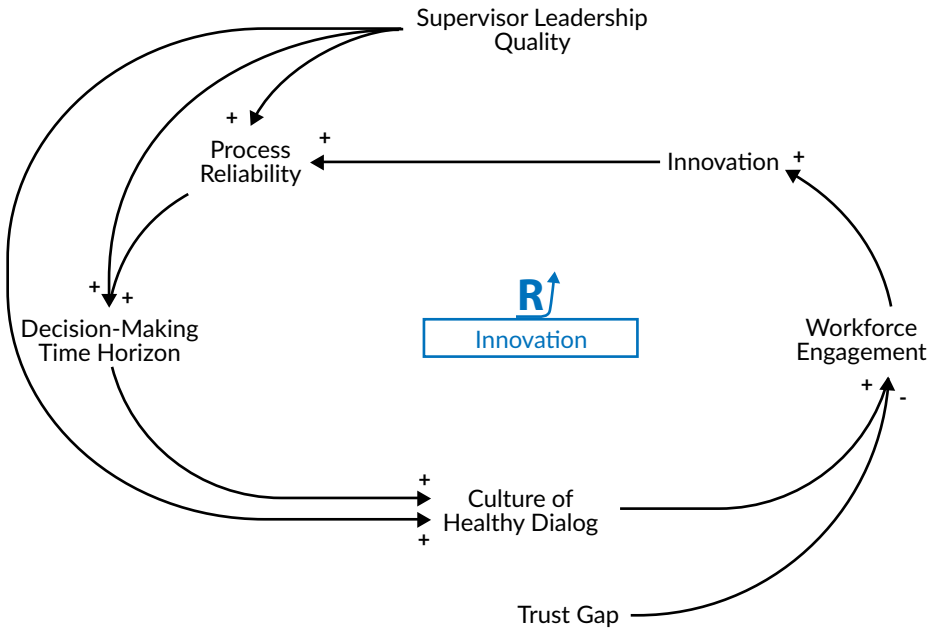 Supervisor Leadership
Quality
+
+
Process
Reliability
Innovation
+
+
+
R
Decision-Making
Time Horizon
Innovation
Workforce
Engagement
+
-
+
Culture of
Healthy Dialog
+
Trust Gap